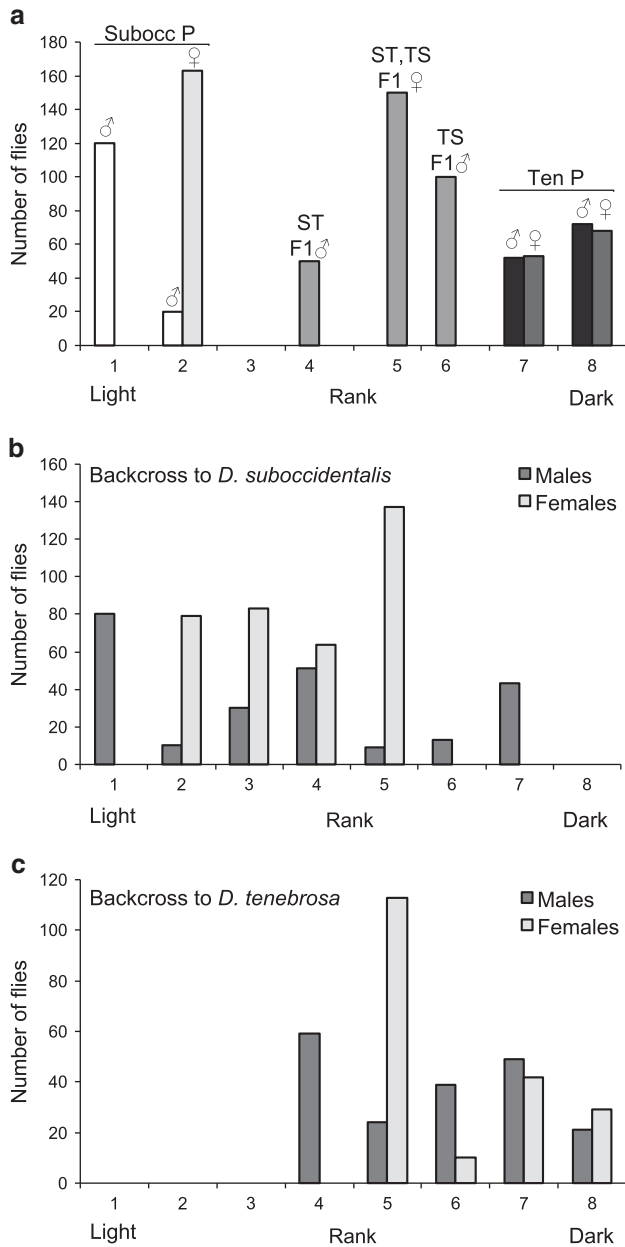 a
Subocc P
180
160
140
120
100
80
60
40
20
0
Number of flies
♂
♂
♀
ST
F1♂
ST,TS
F1 ♀
TS
F1♂
Ten P
♂ ♀
♂ ♀
1 2 3 4 5 6 7 8
Light Rank Dark
b
160
140
120
100
80
60
40
20
0
Number of flies
Backcross to D. suboccidentalis
Males
Females
1 2 3 4 5 6 7 8
Light Rank Dark
c
120
100
80
60
40
20
0
Number of flies
Backcross to D. tenebrosa
Males
Females
1 2 3 4 5 6 7 8
Light Rank Dark